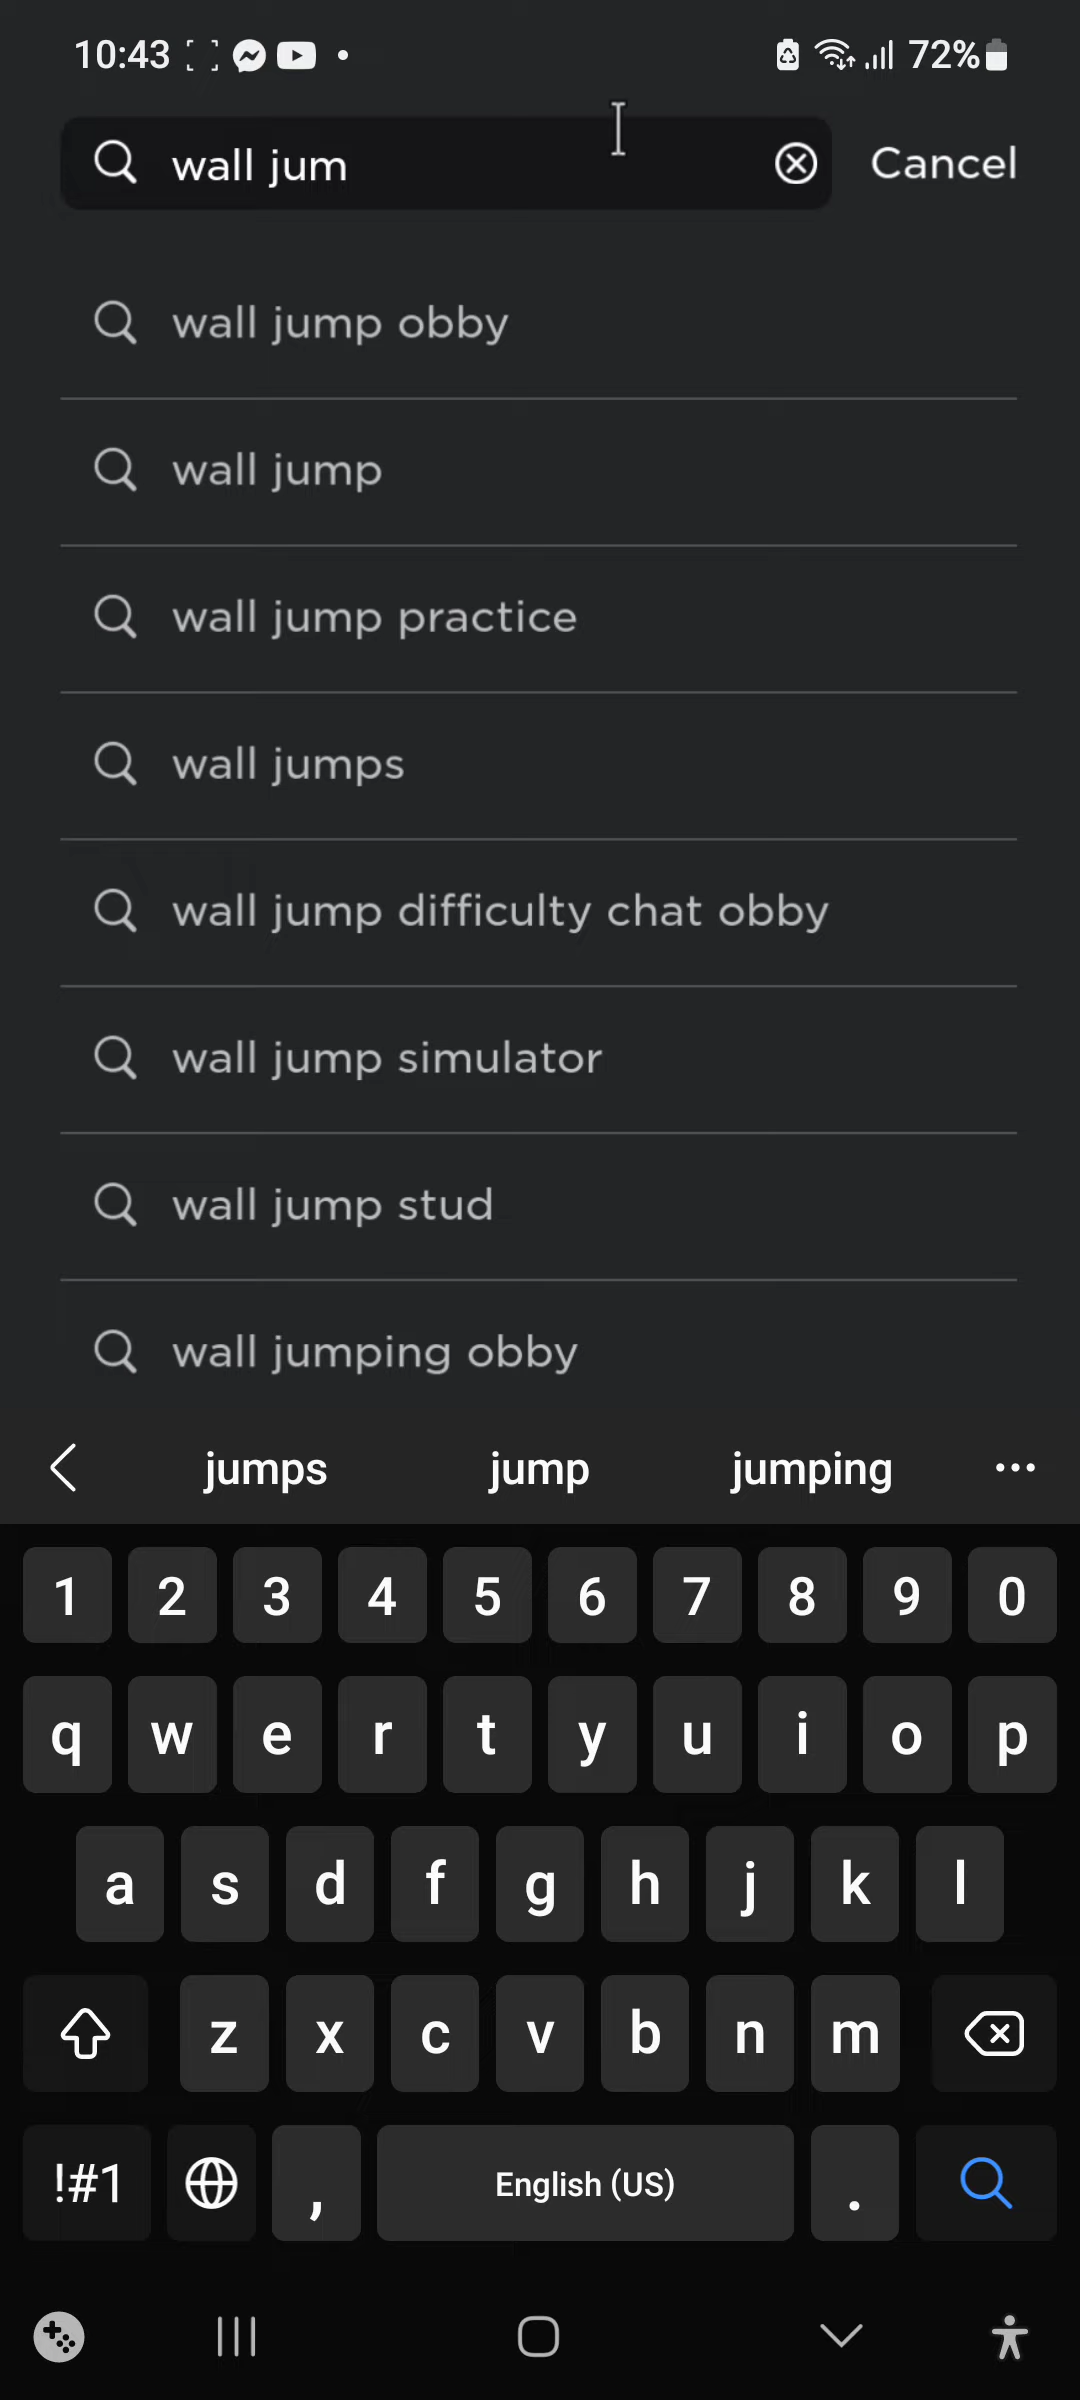 10:43 72%
wall jum Cancel
wall jump obby
wall jump
wall jump practice
wall jumps
wall jump difficulty chat obby
wall jump simulator
wall jump stud
wall jumping obby
jumps jump jumping
1 2 3 4 5 6 7 8 9 0
q w e r t y u i o p
a s d f g h j k l
z x c v b n m
!#1 , English (US) .